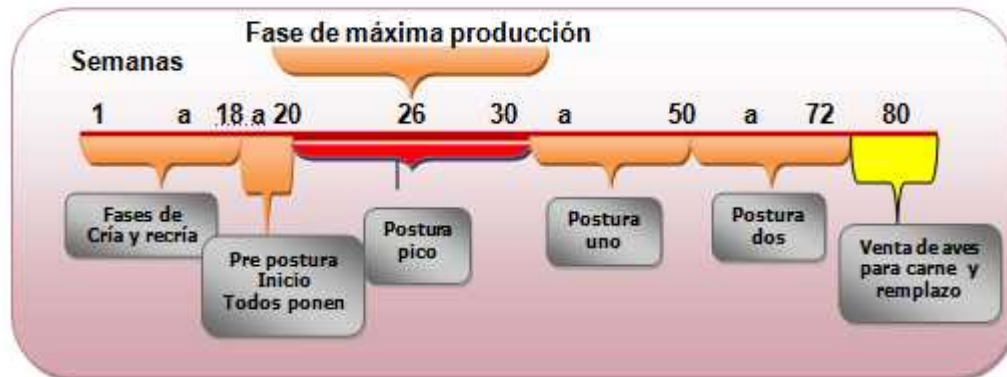 Fase de máxima producción
Semanas
1 a 18 a 20 26 30 a 50 a 72 80
Fases de
Cría y recría
Pre postura
Inicio
Todos ponen
Postura
pico
Postura
uno
Postura
dos
Venta de aves
para carne y
remplazo